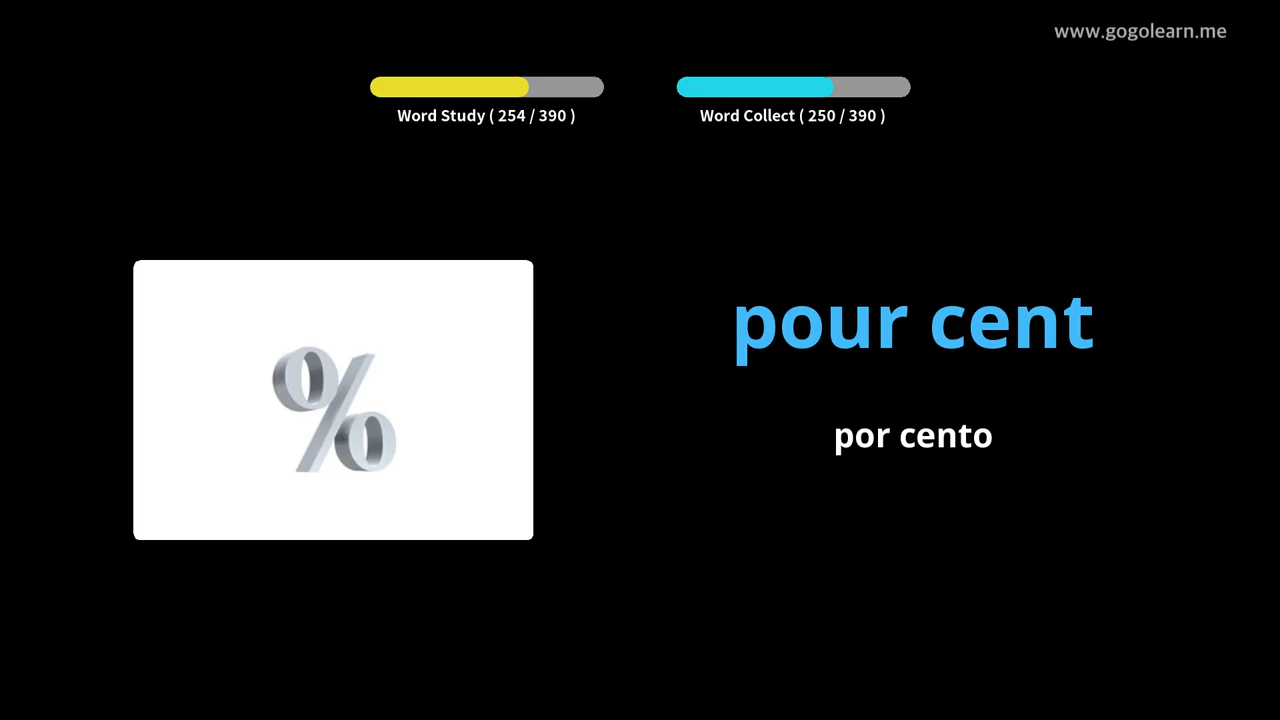 www.gogolearn.me
Word Study ( 254 / 390 )
Word Collect ( 250 / 390 )
%
pour cent
por cento